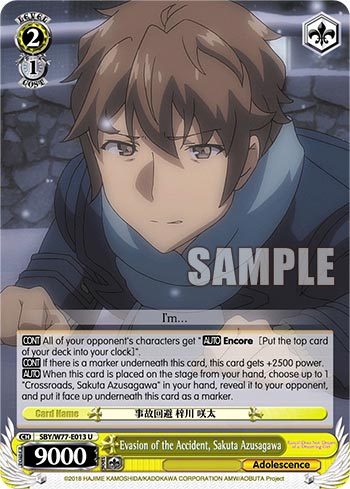 LEVEL
2
1
COST
SAMPLE
I'm...
CONT All of your opponent's characters get "AUTO Encore [Put the top card
of your deck into your clock]".
CONT If there is a marker underneath this card, this card gets +2500 power.
AUTO When this card is placed on the stage from your hand, choose up to 1
"Crossroads, Sakuta Azusagawa" in your hand, reveal it to your opponent,
and put it face up underneath this card as a marker.
Card Name
事故回避 梓川 咲太
CH SBY/W77-E013 U
Evasion of the Accident, Sakuta Azusagawa
9000
Adolescence
©2018 HAJIME KAMOSHIDA/KADOKAWA CORPORATION AMW/AOBUTA Project